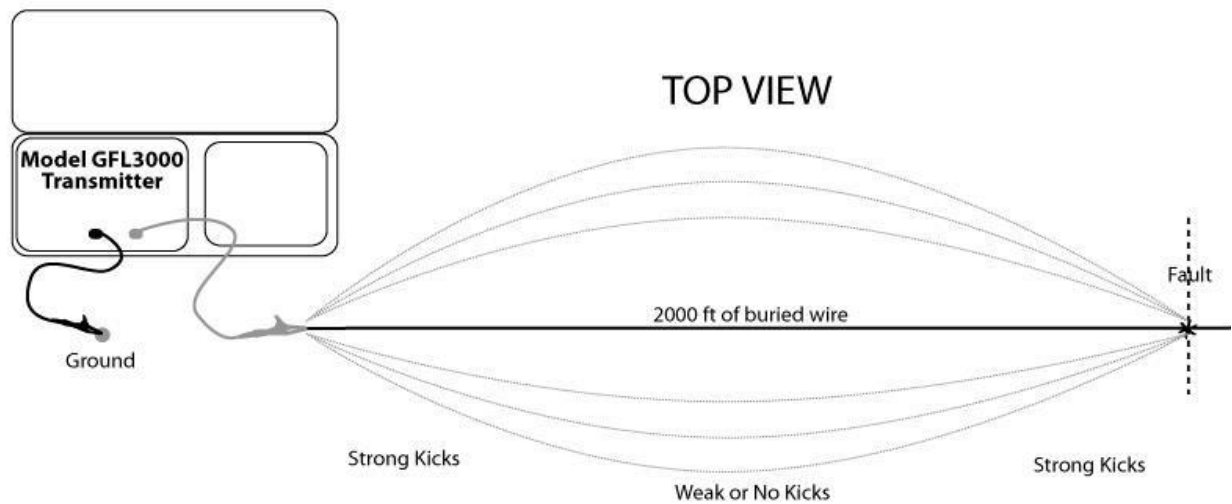 TOP VIEW
Model GFL3000
Transmitter
Fault
2000 ft of buried wire
Ground
Strong Kicks
Strong Kicks
Weak or No Kicks